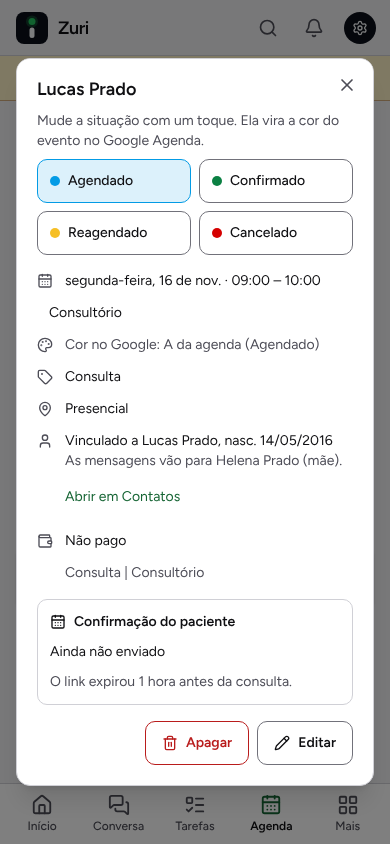 Zuri
Lucas Prado
Mude a situação com um toque. Ela vira a cor do
evento no Google Agenda.
Agendado
Confirmado
Reagendado
Cancelado
segunda-feira, 16 de nov. · 09:00 – 10:00
Consultório
Cor no Google: A da agenda (Agendado)
Consulta
Presencial
Vinculado a Lucas Prado, nasc. 14/05/2016
As mensagens vão para Helena Prado (mãe).
Abrir em Contatos
Não pago
Consulta | Consultório
Confirmação do paciente
Ainda não enviado
O link expirou 1 hora antes da consulta.
Apagar
Editar
Início
Conversa
Tarefas
Agenda
Mais